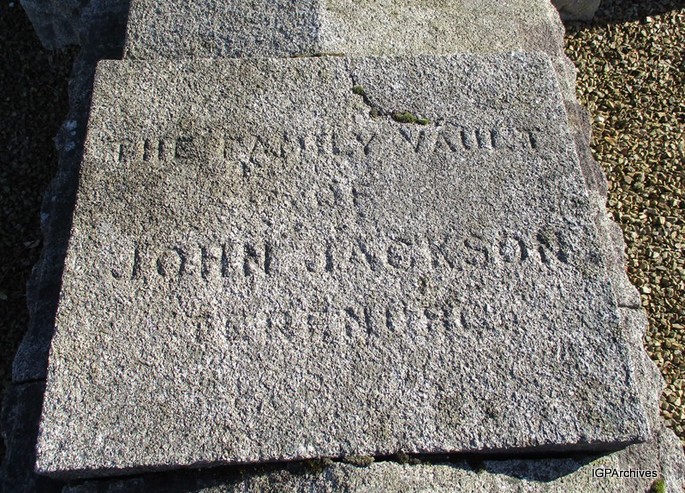 THE FAMILY VAULT
OF
JOHN JACKSON
IGPArchives